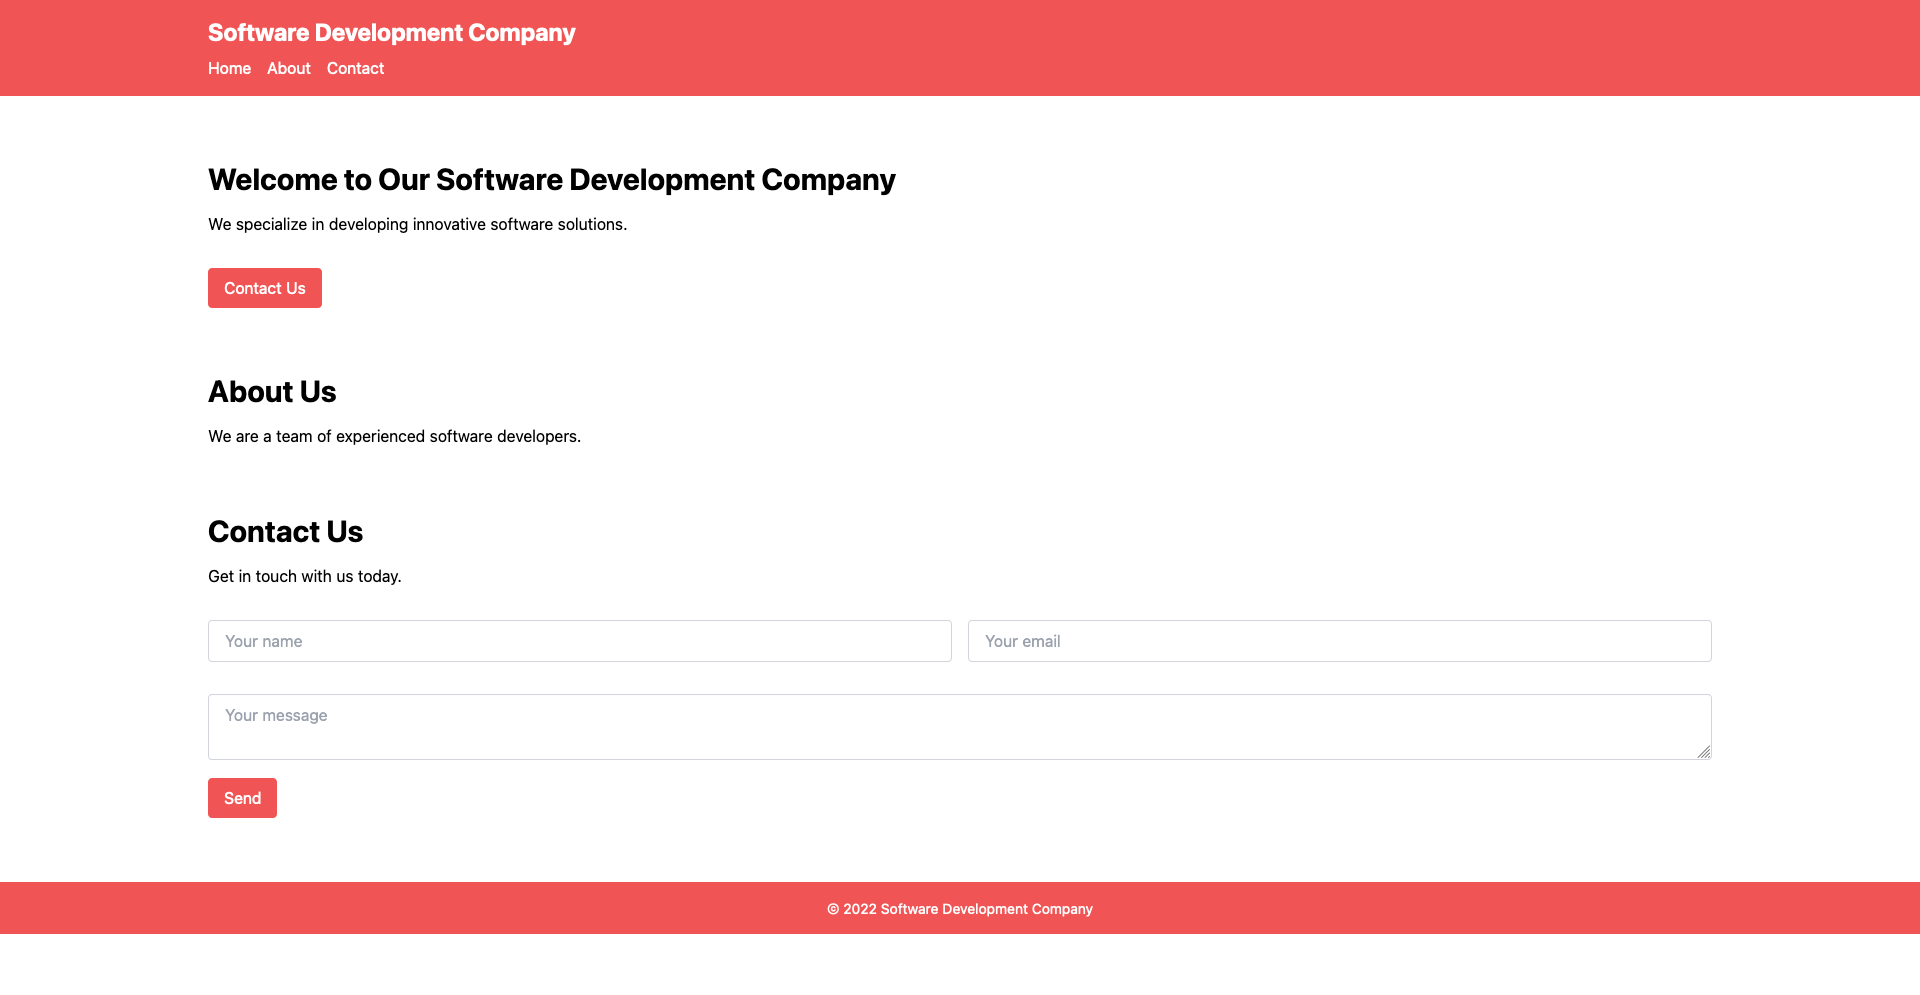 Software Development Company
Home About Contact
Welcome to Our Software Development Company
We specialize in developing innovative software solutions.
Contact Us
About Us
We are a team of experienced software developers.
Contact Us
Get in touch with us today.
Your name Your email
Your message
Send
© 2022 Software Development Company